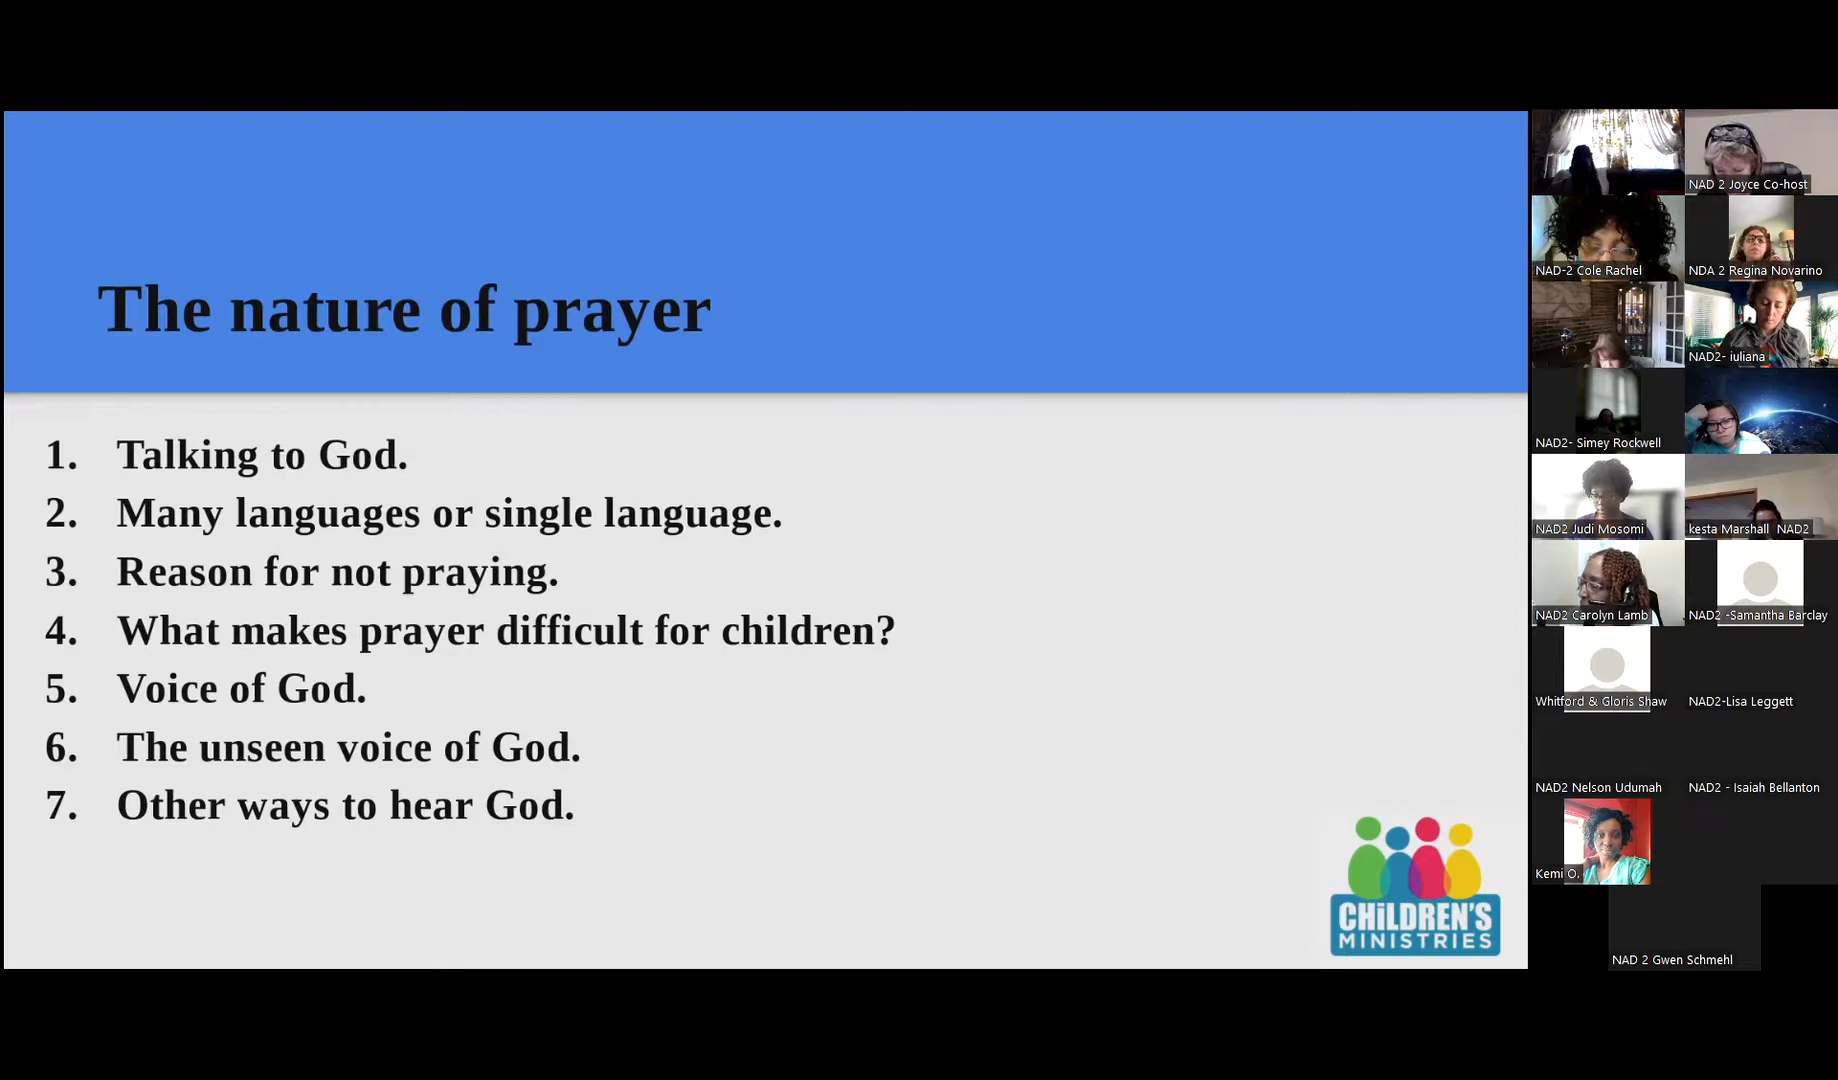 The nature of prayer
1. Talking to God.
2. Many languages or single language.
3. Reason for not praying.
4. What makes prayer difficult for children?
5. Voice of God.
6. The unseen voice of God.
7. Other ways to hear God.
CHiLDREN'S
MINISTRIES
NAD 2 Joyce Co-host
NAD-2 Cole Rachel
NDA 2 Regina Novarino
NAD2- iuliana
NAD2- Simey Rockwell
NAD2 Judi Mosomi
kesta Marshall NAD2
NAD2 Carolyn Lamb
NAD2 -Samantha Barclay
Whitford & Gloris Shaw
NAD2-Lisa Leggett
NAD2 Nelson Udumah
NAD2 - Isaiah Bellanton
Kemi O.
NAD 2 Gwen Schmehl